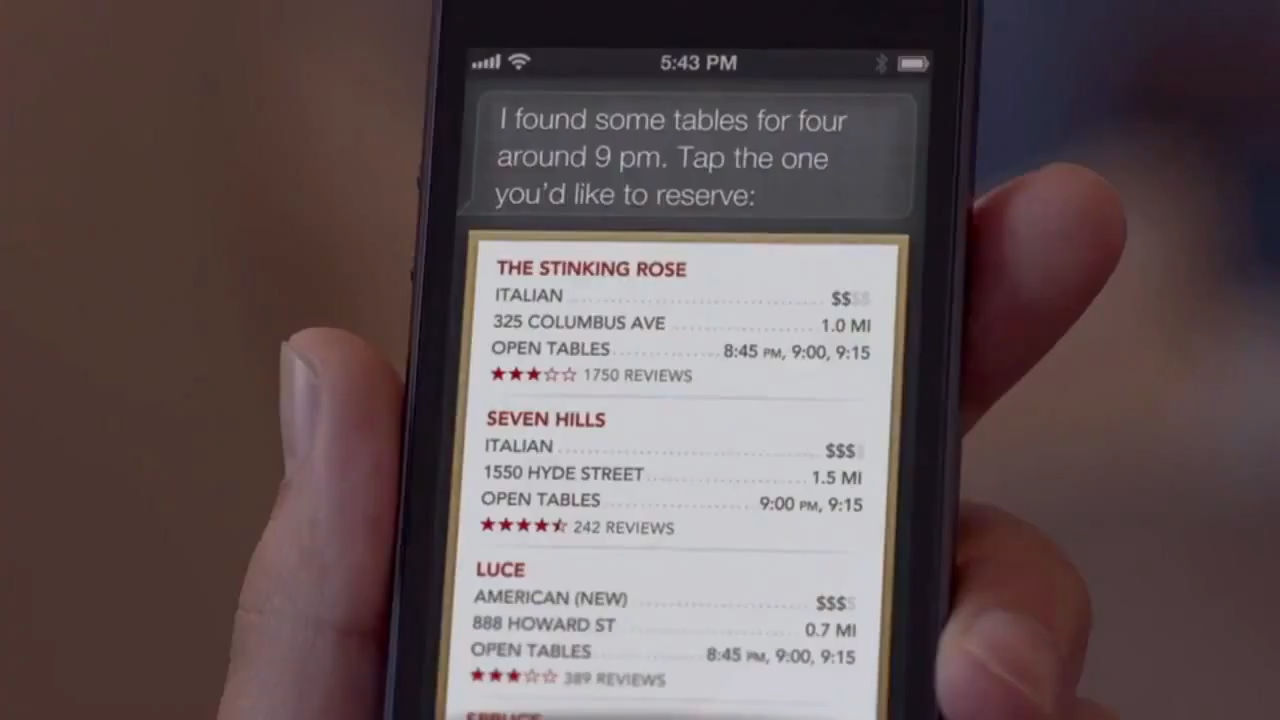 5:43 PM
I found some tables for four
around 9 pm. Tap the one
you'd like to reserve:
THE STINKING ROSE
ITALIAN $$$$
325 COLUMBUS AVE 1.0 MI
OPEN TABLES 8:45 PM, 9:00, 9:15
1750 REVIEWS
SEVEN HILLS
ITALIAN $$$$
1550 HYDE STREET 1.5 MI
OPEN TABLES 9:00 PM, 9:15
242 REVIEWS
LUCE
AMERICAN (NEW) $$$$
888 HOWARD ST 0.7 MI
OPEN TABLES 8:45 PM, 9:00, 9:15
389 REVIEWS